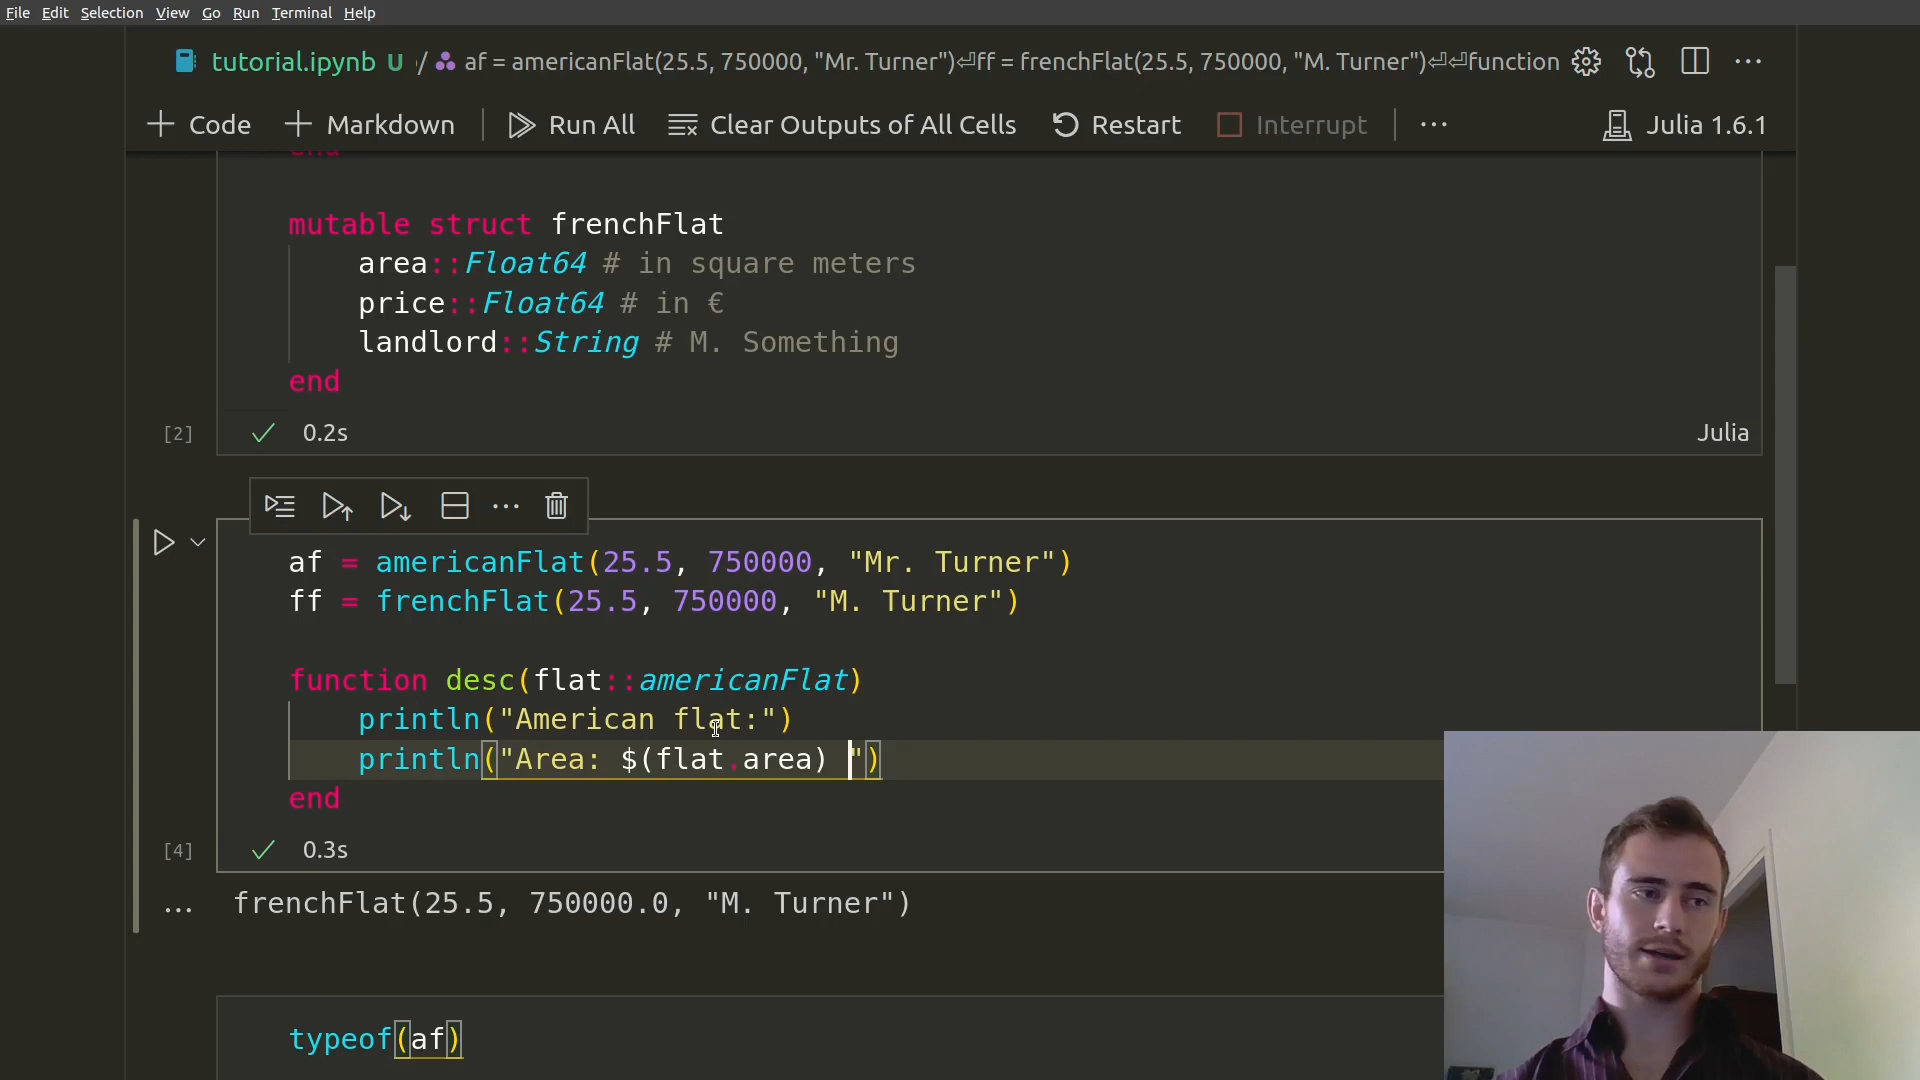 File Edit Selection View Go Run Terminal Help
tutorial.ipynb U / af = americanFlat(25.5, 750000, "Mr. Turner")⏎ff = frenchFlat(25.5, 750000, "M. Turner")⏎⏎function
Code Markdown Run All Clear Outputs of All Cells Restart Interrupt ··· Julia 1.6.1
end
mutable struct frenchFlat
area::Float64 # in square meters
price::Float64 # in €
landlord::String # M. Something
end
[2] 0.2s Julia
af = americanFlat(25.5, 750000, "Mr. Turner")
ff = frenchFlat(25.5, 750000, "M. Turner")
function desc(flat::americanFlat)
println("American flat:")
println("Area: $(flat.area) ")
end
[4] 0.3s
... frenchFlat(25.5, 750000.0, "M. Turner")
typeof(af)